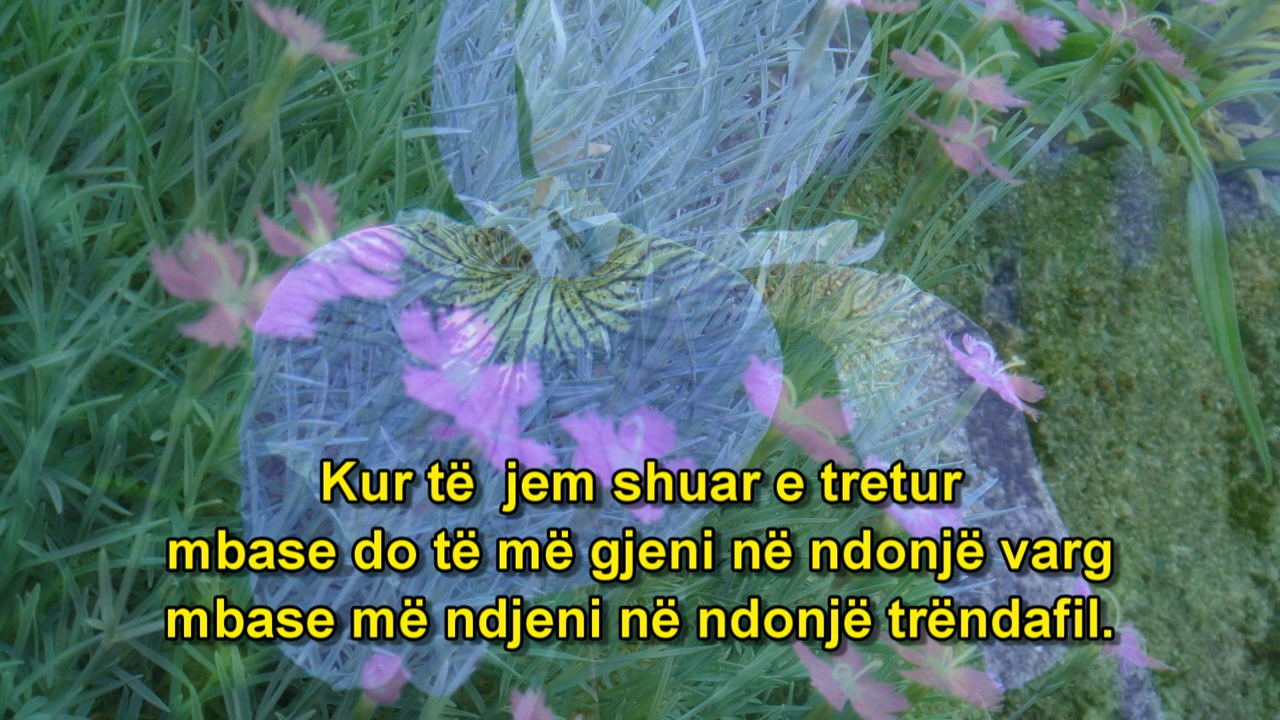 Kur të  jem shuar e tretur
mbase do të më gjeni në ndonjë varg
mbase më ndjeni në ndonjë trëndafil.